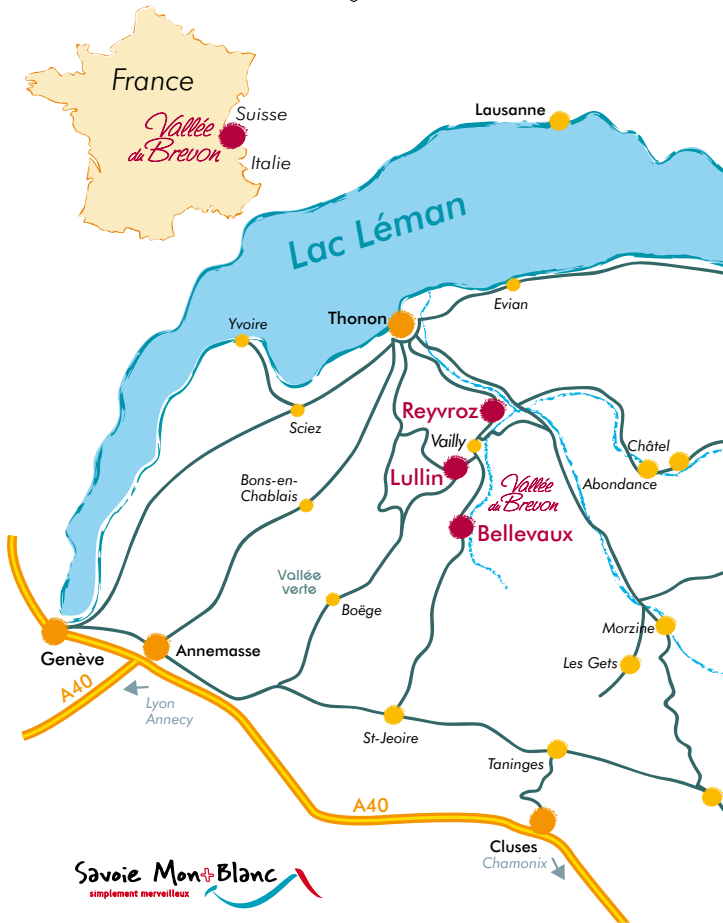 France
Suisse
Vallée
du Brevon
Italie
Lausanne
Lac Léman
Evian
Thonon
Yvoire
Reyvroz
Sciez
Vailly
Châtel
Lullin
Abondance
Bons-en-
Chablais
Vallée
du Brevon
Bellevaux
Vallée
verte
Boëge
Morzine
Genève
Annemasse
Les Gets
A40
Lyon
Annecy
St-Jeoire
Taninges
A40
Cluses
Chamonix
Savoie Mont Blanc
simplement merveilleux